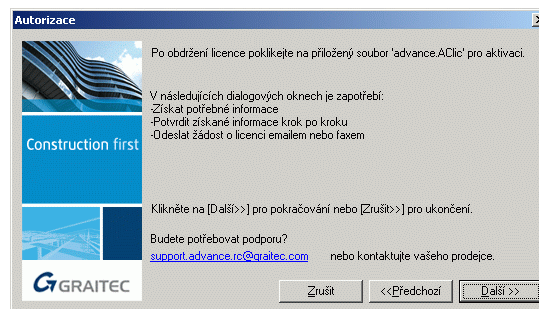 Autorizace
Po obdržení licence poklikejte na přiložený soubor 'advance.AClic' pro aktivaci.
V následujících dialogových oknech je zapotřebí:
-Získat potřebné informace
-Potvrdit získané informace krok po kroku
-Odeslat žádost o licenci emailem nebo faxem
Construction first
Klikněte na [Další>>] pro pokračování nebo [Zrušit>>] pro ukončení.
Budete potřebovat podporu?
support.advance.rc@graitec.com nebo kontaktujte vašeho prodejce.
GRAITEC
Zrušit <<Předchozí Další >>